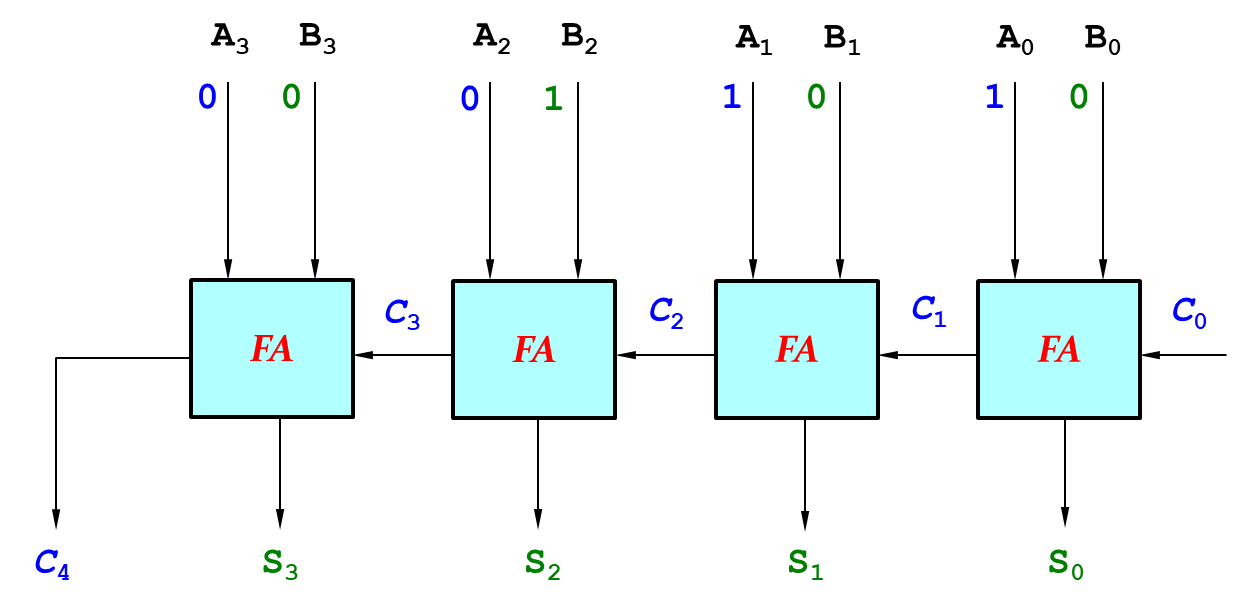 A₃ B₃ A₂ B₂ A₁ B₁ A₀ B₀
0 0 0 1 1 0 1 0
C₃ C₂ C₁ C₀
FA FA FA FA
C₄ S₃ S₂ S₁ S₀